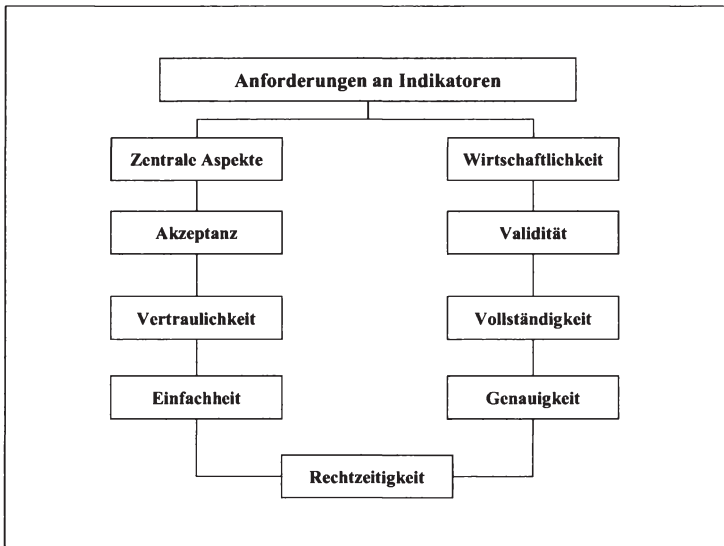 Anforderungen an Indikatoren
Zentrale Aspekte
Wirtschaftlichkeit
Akzeptanz
Validität
Vertraulichkeit
Vollständigkeit
Einfachheit
Genauigkeit
Rechtzeitigkeit